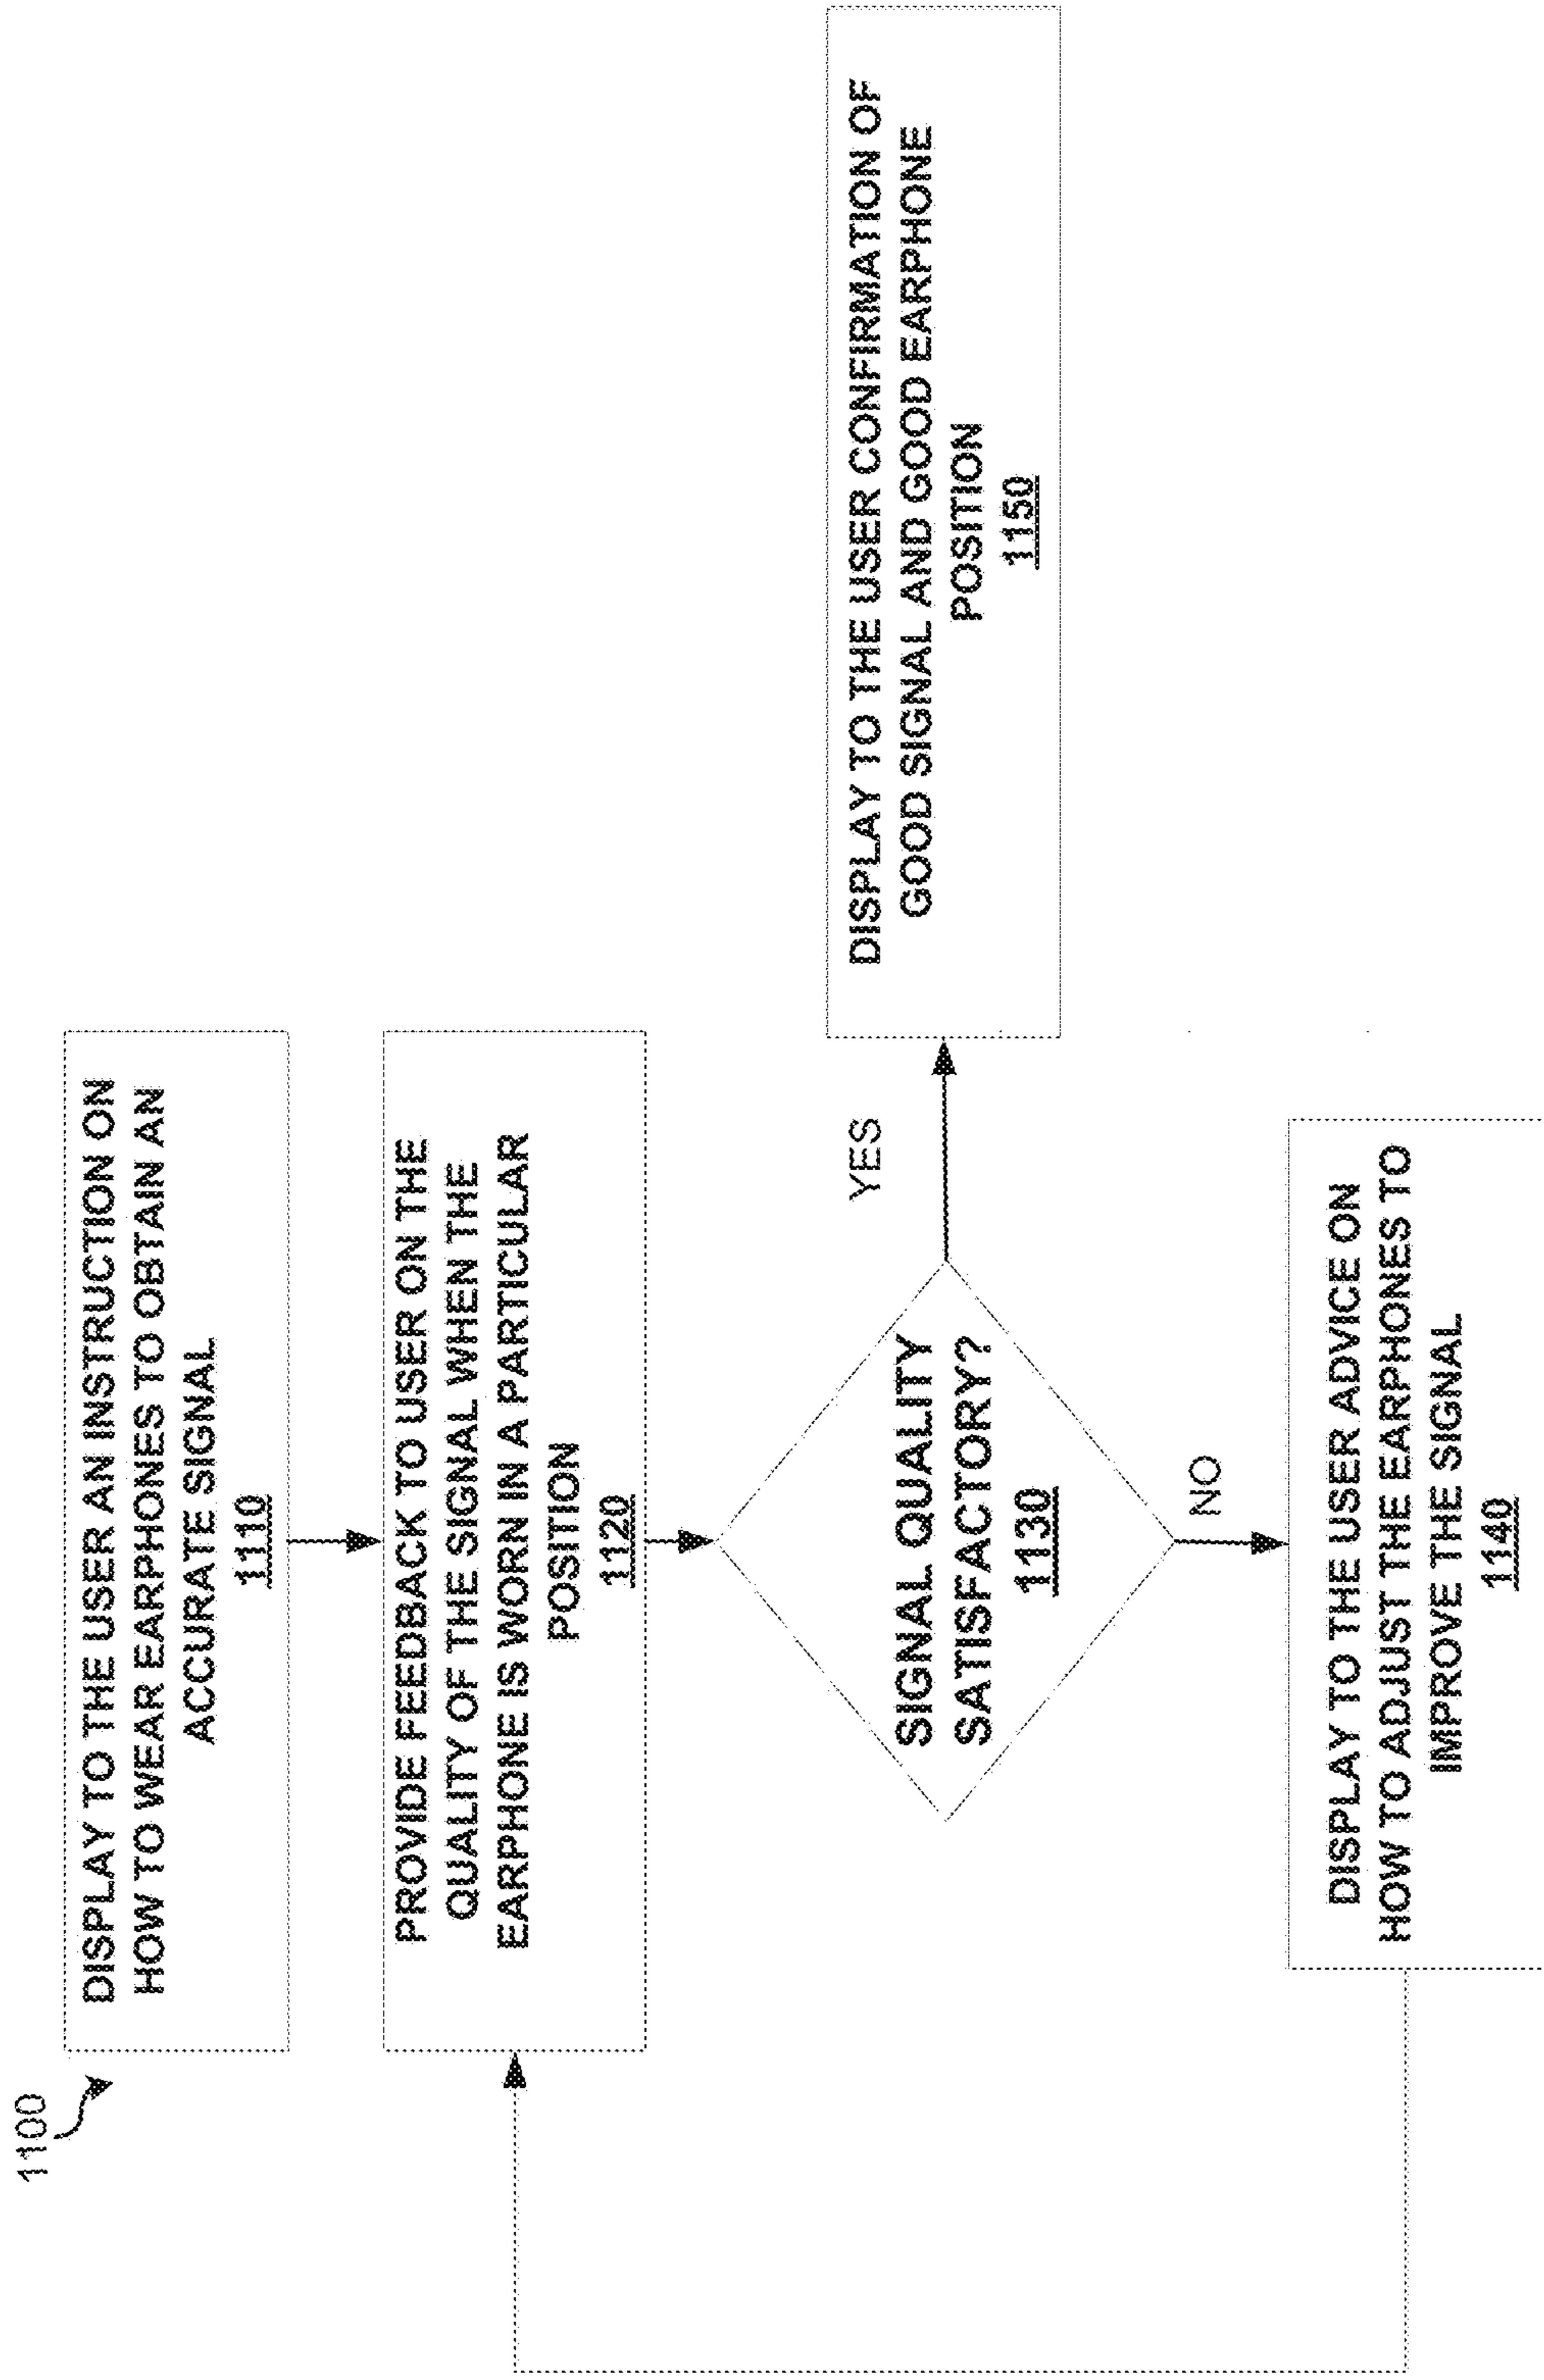 1100
DISPLAY TO THE USER AN INSTRUCTION ON
HOW TO WEAR EARPHONES TO OBTAIN AN
ACCURATE SIGNAL
1110
PROVIDE FEEDBACK TO USER ON THE
QUALITY OF THE SIGNAL WHEN THE
EARPHONE IS WORN IN A PARTICULAR
POSITION
1120
SIGNAL QUALITY
SATISFACTORY?
1130
YES
DISPLAY TO THE USER CONFIRMATION OF
GOOD SIGNAL AND GOOD EARPHONE
POSITION
1150
NO
DISPLAY TO THE USER ADVICE ON
HOW TO ADJUST THE EARPHONES TO
IMPROVE THE SIGNAL
1140